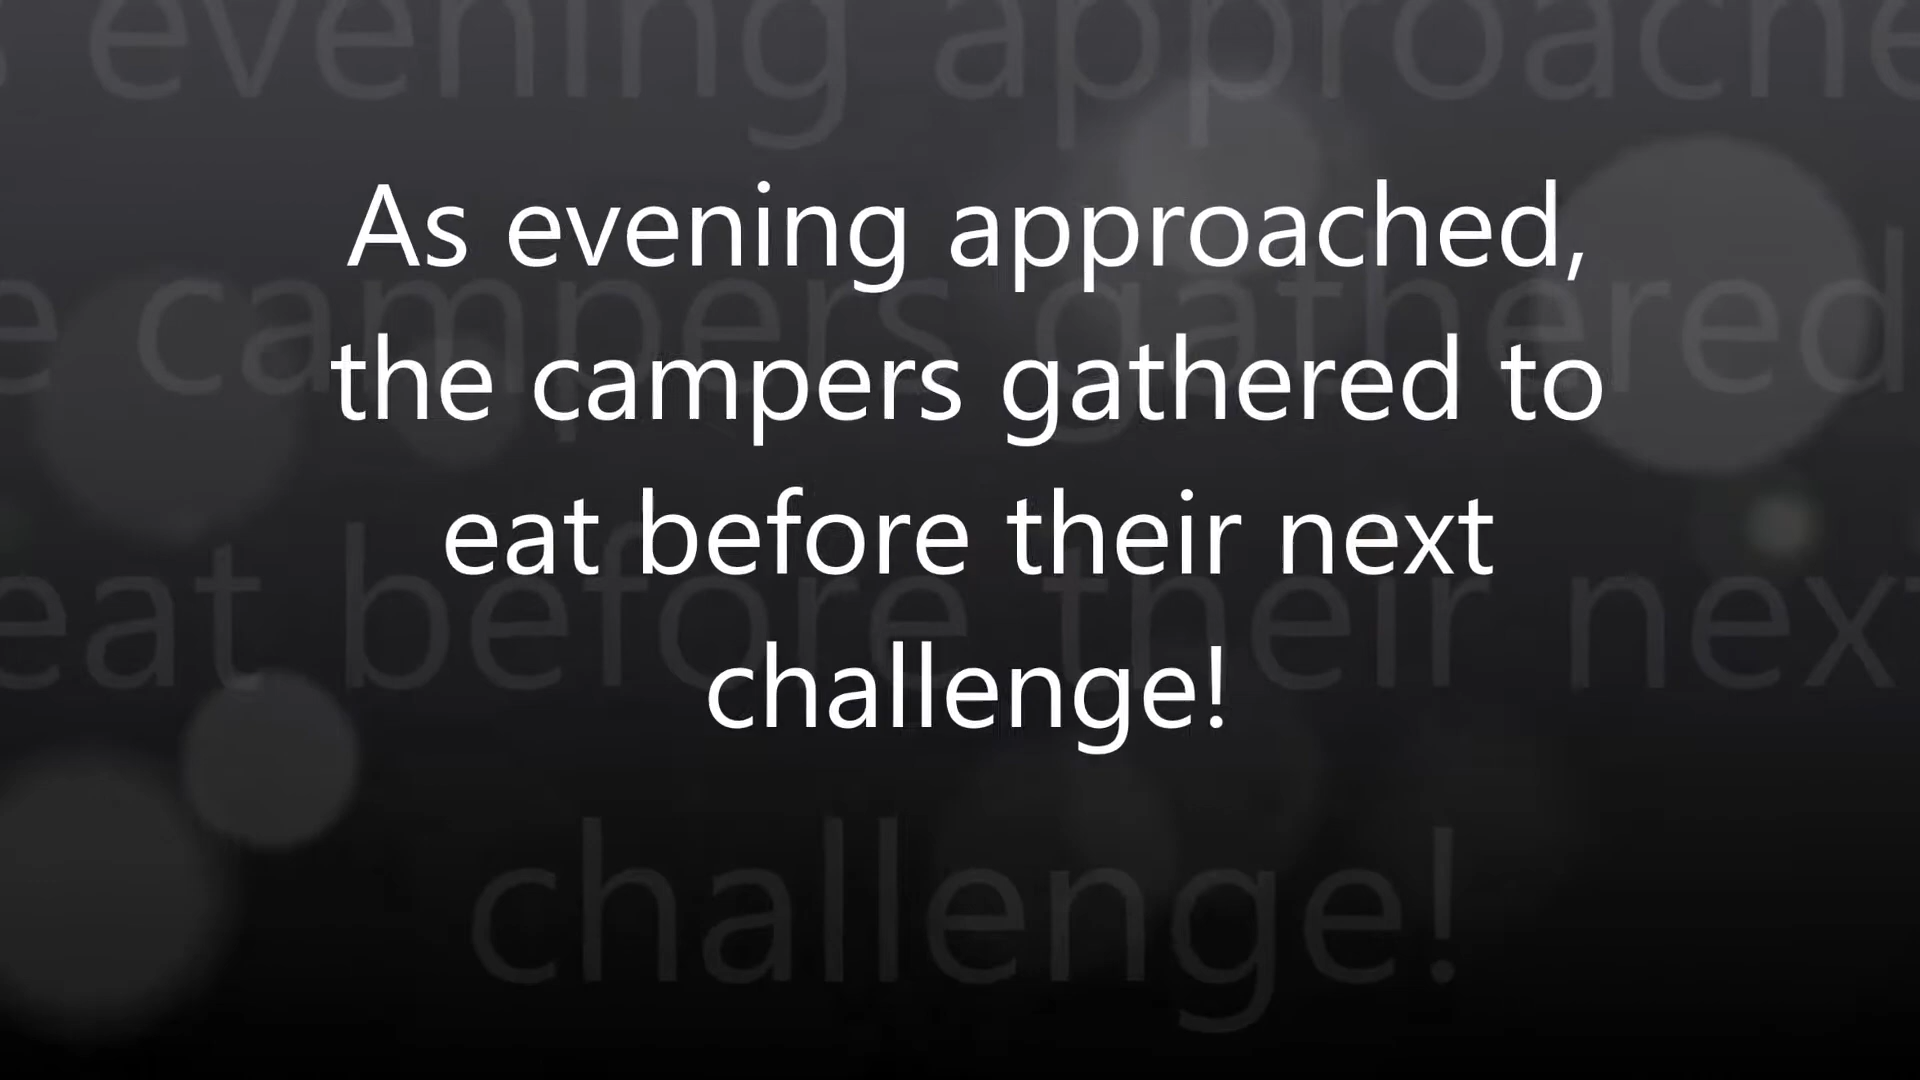 As evening approached,
the campers gathered to
eat before their next
challenge!